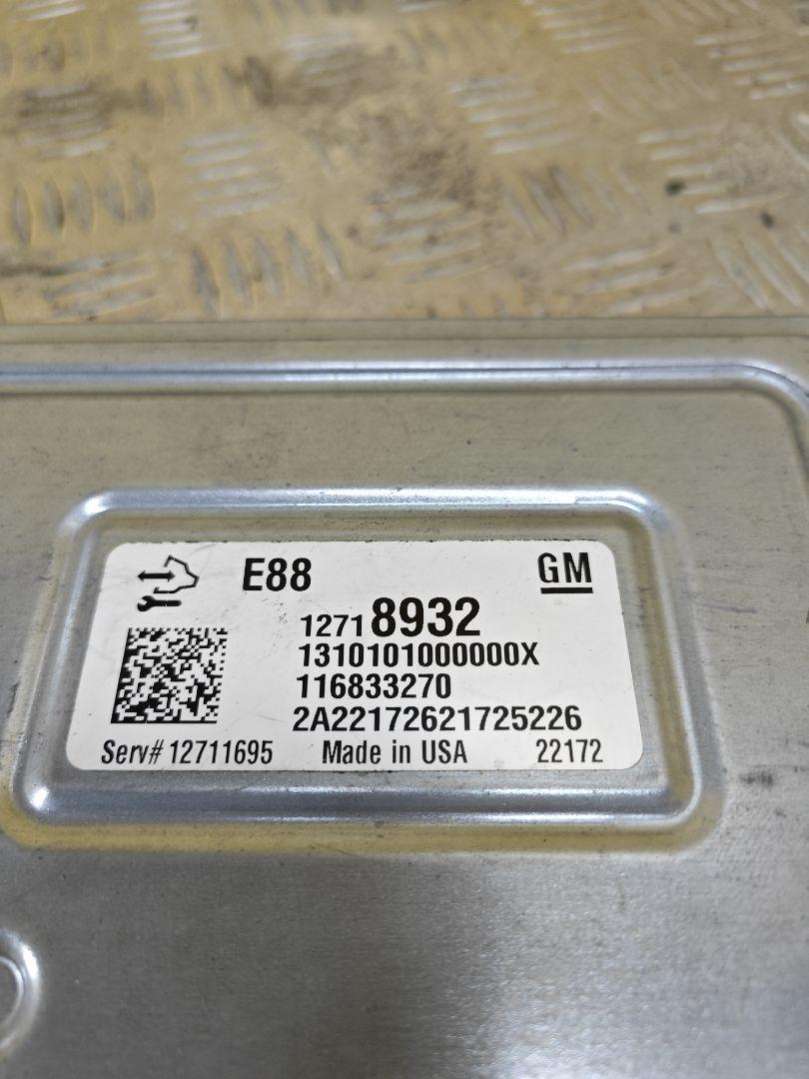 E88 GM
12718932
1310101000000X
116833270
2A22172621725226
Serv# 12711695 Made in USA 22172